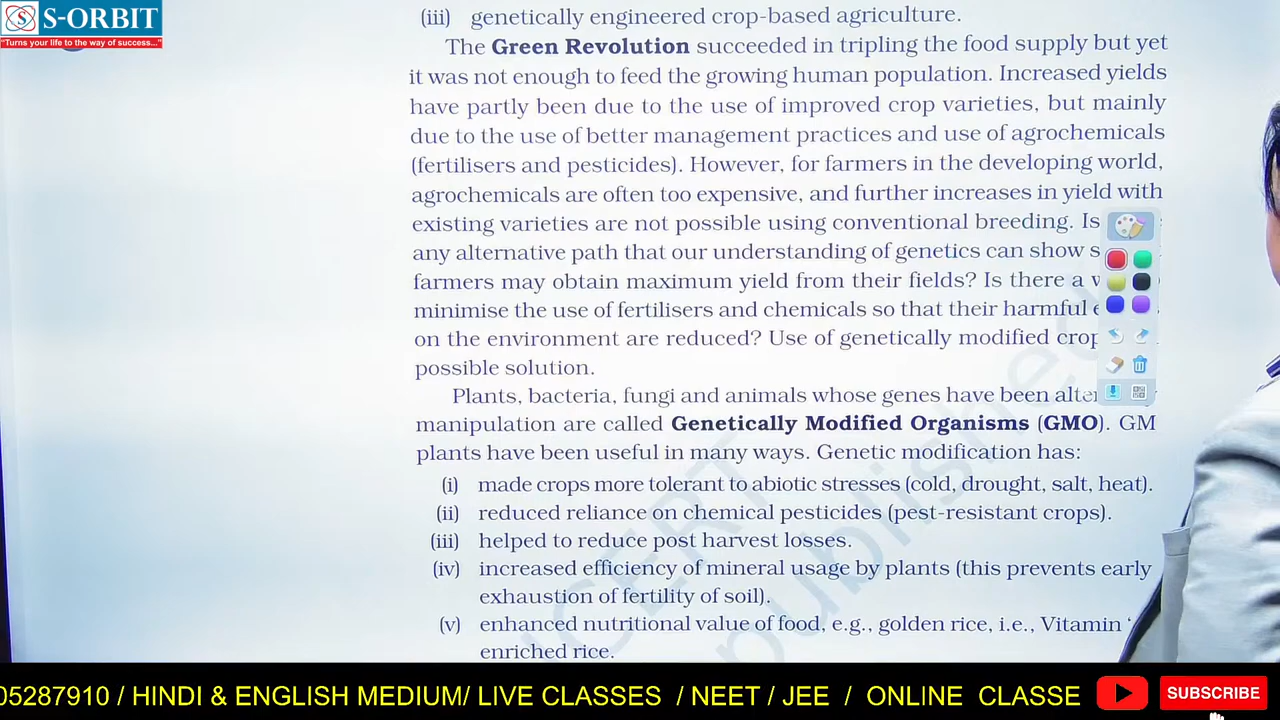 S-ORBIT
"Turns your life to the way of success..."
(iii) genetically engineered crop-based agriculture.
The Green Revolution succeeded in tripling the food supply but yet
it was not enough to feed the growing human population. Increased yields
have partly been due to the use of improved crop varieties, but mainly
due to the use of better management practices and use of agrochemicals
(fertilisers and pesticides). However, for farmers in the developing world,
agrochemicals are often too expensive, and further increases in yield with
existing varieties are not possible using conventional breeding. Is
any alternative path that our understanding of genetics can show
farmers may obtain maximum yield from their fields? Is there a
minimise the use of fertilisers and chemicals so that their harmful
on the environment are reduced? Use of genetically modified crop
possible solution.
Plants, bacteria, fungi and animals whose genes have been
manipulation are called Genetically Modified Organisms (GMO). GM
plants have been useful in many ways. Genetic modification has:
(i) made crops more tolerant to abiotic stresses (cold, drought, salt, heat).
(ii) reduced reliance on chemical pesticides (pest-resistant crops).
(iii) helped to reduce post harvest losses.
(iv) increased efficiency of mineral usage by plants (this prevents early
exhaustion of fertility of soil).
(v) enhanced nutritional value of food, e.g., golden rice, i.e., Vitamin '
enriched rice.
05287910 / HINDI & ENGLISH MEDIUM/ LIVE CLASSES / NEET / JEE / ONLINE CLASSE
SUBSCRIBE